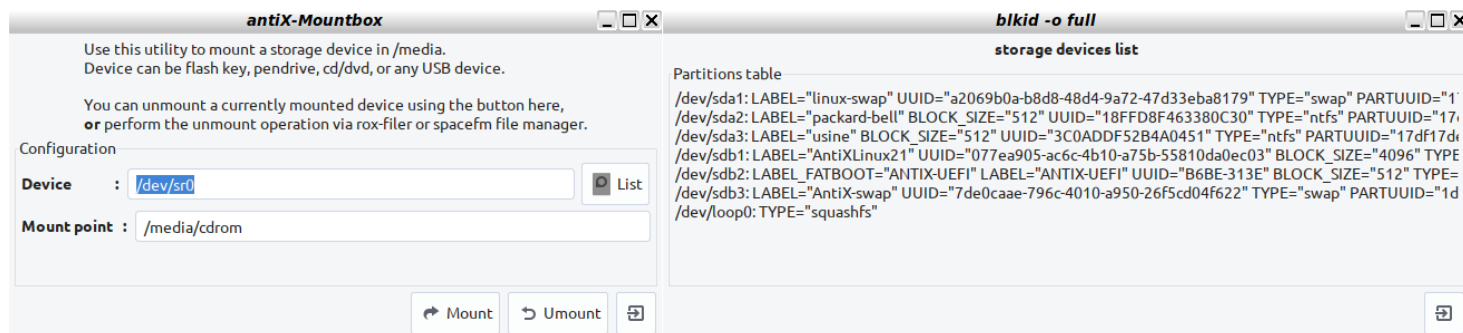 antiX-Mountbox
Use this utility to mount a storage device in /media.
Device can be flash key, pendrive, cd/dvd, or any USB device.
You can unmount a currently mounted device using the button here,
or perform the unmount operation via rox-filer or spacefm file manager.
Configuration
Device : /dev/sr0 List
Mount point : /media/cdrom
Mount Umount
blkid -o full
storage devices list
Partitions table
/dev/sda1: LABEL="linux-swap" UUID="a2069b0a-b8d8-48d4-9a72-47d33eba8179" TYPE="swap" PARTUUID="1
/dev/sda2: LABEL="packard-bell" BLOCK_SIZE="512" UUID="18FFD8F463380C30" TYPE="ntfs" PARTUUID="17
/dev/sda3: LABEL="usine" BLOCK_SIZE="512" UUID="3C0ADDF52B4A0451" TYPE="ntfs" PARTUUID="17df17de
/dev/sdb1: LABEL="AntiXLinux21" UUID="077ea905-ac6c-4b10-a75b-55810da0ec03" BLOCK_SIZE="4096" TYPE
/dev/sdb2: LABEL_FATBOOT="ANTIX-UEFI" LABEL="ANTIX-UEFI" UUID="B6BE-313E" BLOCK_SIZE="512" TYPE=
/dev/sdb3: LABEL="AntiX-swap" UUID="7de0caae-796c-4010-a950-26f5cd04f622" TYPE="swap" PARTUUID="1d
/dev/loop0: TYPE="squashfs"